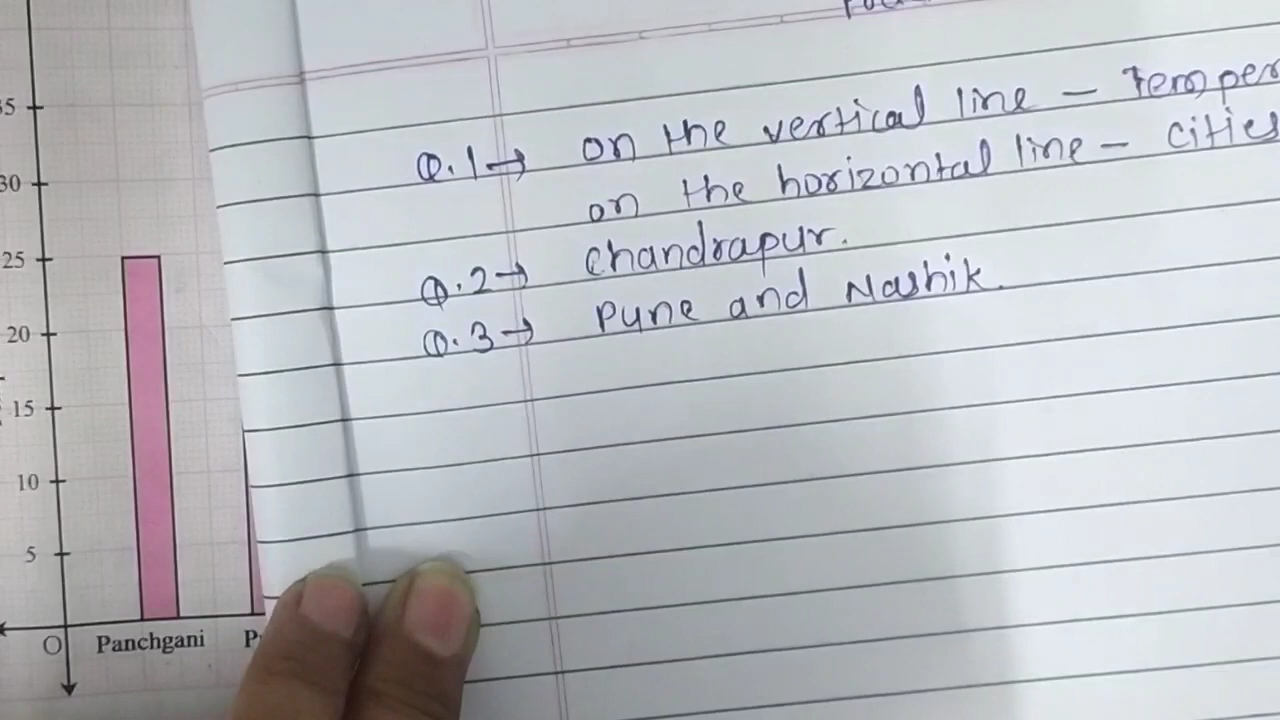 Q.1→ on the vertical line - Temper
on the horizontal line - cities
Q.2→ chandrapur.
Q.3→ Pune and Nashik.
35
30
25
20
15
10
5
O
Panchgani